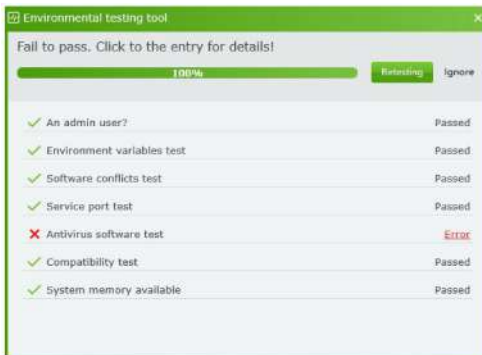 Environmental testing tool
Fail to pass. Click to the entry for details!
100%
Retesting
Ignore
An admin user? Passed
Environment variables test Passed
Software conflicts test Passed
Service port test Passed
Antivirus software test Error
Compatibility test Passed
System memory available Passed